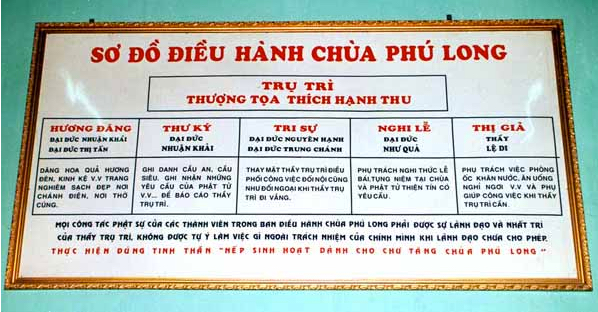 SƠ ĐỒ ĐIỀU HÀNH CHÙA PHÚ LONG
TRỤ TRÌ
THƯỢNG TỌA THÍCH HẠNH THU
HƯƠNG ĐĂNG
ĐẠI ĐỨC NHUẬN KHẢI
ĐẠI ĐỨC THỊ TẤN
DÂNG HOA QUẢ HƯƠNG
ĐÈN, KINH KỆ V.V TRANG
NGHIÊM SẠCH ĐẸP NƠI
CHÁNH ĐIỆN, NƠI THỜ
CÚNG.
THƯ KÝ
ĐẠI ĐỨC
NHUẬN KHẢI
GHI DANH CẦU AN, CẦU
SIÊU. GHI NHẬN NHỮNG
YÊU CẦU CỦA PHẬT TỬ
V.V... ĐỂ BÁO CÁO THẦY
TRỤ TRÌ.
TRI SỰ
ĐẠI ĐỨC NGUYÊN HẠNH
ĐẠI ĐỨC TRUNG CHÁNH
THAY MẶT THẦY TRỤ TRÌ ĐIỀU
PHỐI CÔNG VIỆC ĐỐI NỘI CŨNG
NHƯ ĐỐI NGOẠI KHI THẦY TRỤ
TRÌ ĐI VẮNG.
NGHI LỄ
ĐẠI ĐỨC
NHƯ QUẢ
PHỤ TRÁCH NGHI THỨC LỄ
BÁI, TỤNG NIỆM TẠI CHÙA
VÀ PHẬT TỬ THIỆN TÍN CÓ
YÊU CẦU.
THỊ GIẢ
THẦY
LỆ DI
PHỤ TRÁCH VIỆC PHÒNG
ỐC KHĂN NƯỚC, ĂN UỐNG
NGHỈ NGƠI V.V VÀ PHỤ
GIÚP CÔNG VIỆC KHI THẦY
TRỤ TRÌ CẦN.
MỌI CÔNG TÁC PHẬT SỰ CỦA CÁC THÀNH VIÊN TRONG BAN ĐIỀU HÀNH CHÙA PHÚ LONG PHẢI ĐƯỢC SỰ LÃNH ĐẠO VÀ NHẤT TRÍ
CỦA THẦY TRỤ TRÌ, KHÔNG ĐƯỢC TỰ Ý LÀM VIỆC GÌ NGOÀI TRÁCH NHIỆM CỦA CHÍNH MÌNH KHI LÃNH ĐẠO CHƯA CHO PHÉP.
THỰC HIỆN ĐÚNG TINH THẦN "NẾP SINH HOẠT DÀNH CHO CHƯ TĂNG CHÙA PHÚ LONG"